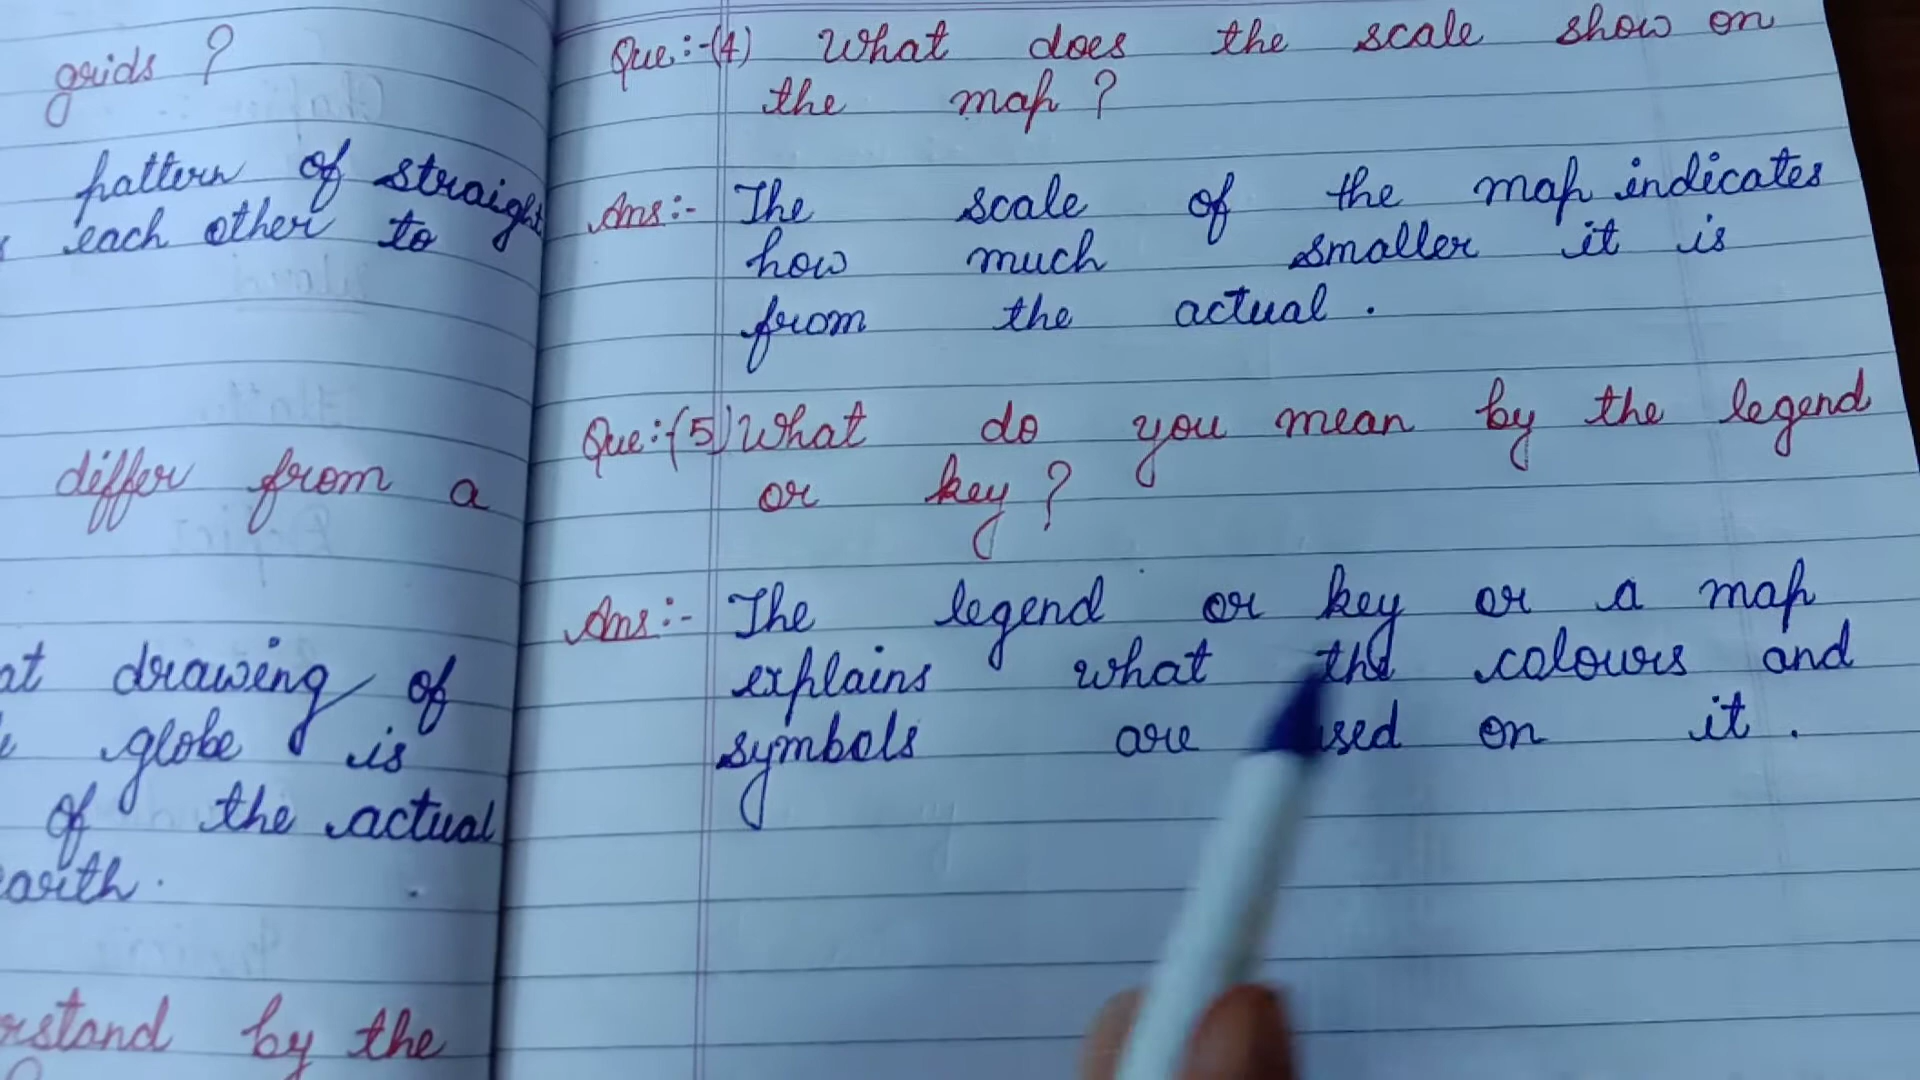 grids ?
pattern of straight
each other to
differ from a
at drawing of
globe is
of the actual
arth.
rstand by the
Que:-(4) What does the scale show on
the map ?
Ans:- The scale of the map indicates
how much smaller it is
from the actual .
Que:-(5) What do you mean by the legend
or key ?
Ans:- The legend or key or a map
explains what the colours and
symbols are used on it .